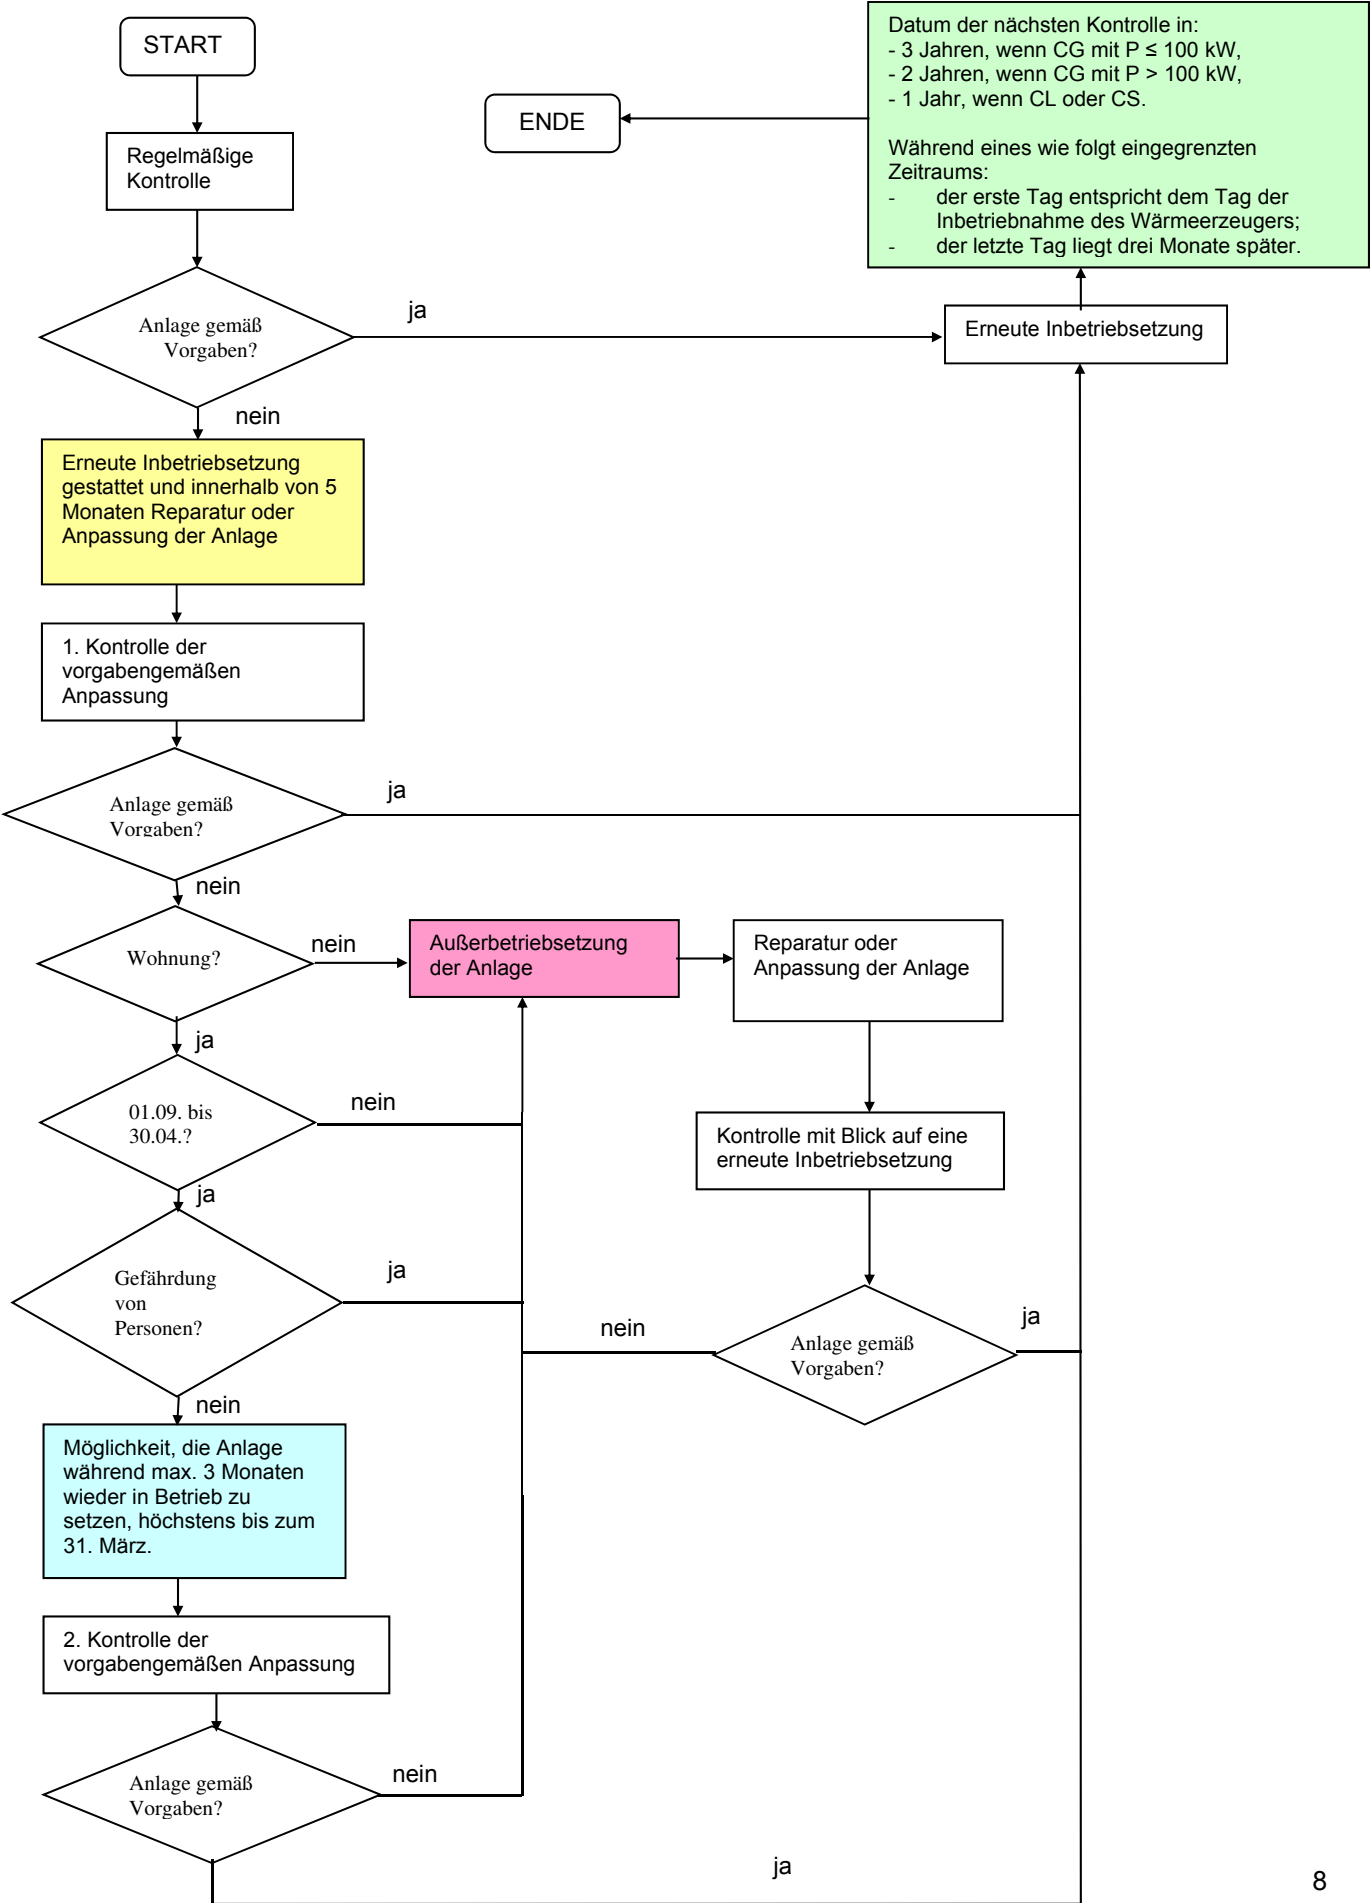 START
Datum der nächsten Kontrolle in:
- 3 Jahren, wenn CG mit P ≤ 100 kW,
- 2 Jahren, wenn CG mit P > 100 kW,
- 1 Jahr, wenn CL oder CS.
Während eines wie folgt eingegrenzten
Zeitraums:
- der erste Tag entspricht dem Tag der
Inbetriebnahme des Wärmeerzeugers;
- der letzte Tag liegt drei Monate später.
ENDE
Regelmäßige
Kontrolle
Anlage gemäß
Vorgaben?
ja
Erneute Inbetriebsetzung
nein
Erneute Inbetriebsetzung
gestattet und innerhalb von 5
Monaten Reparatur oder
Anpassung der Anlage
1. Kontrolle der
vorgabengemäßen
Anpassung
Anlage gemäß
Vorgaben?
ja
nein
Wohnung?
nein
Außerbetriebsetzung
der Anlage
Reparatur oder
Anpassung der Anlage
ja
01.09. bis
30.04.?
nein
Kontrolle mit Blick auf eine
erneute Inbetriebsetzung
ja
Gefährdung
von
Personen?
ja
nein
Anlage gemäß
Vorgaben?
ja
nein
Möglichkeit, die Anlage
während max. 3 Monaten
wieder in Betrieb zu
setzen, höchstens bis zum
31. März.
2. Kontrolle der
vorgabengemäßen Anpassung
Anlage gemäß
Vorgaben?
nein
ja
8